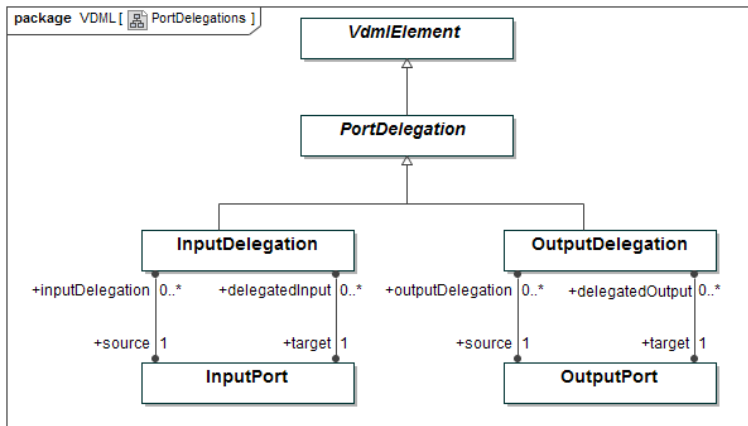 package VDML [ PortDelegations ]
VdmlElement
PortDelegation
InputDelegation OutputDelegation
+inputDelegation 0..* +delegatedInput 0..* +outputDelegation 0..* +delegatedOutput 0..*
+source 1 +target 1 +source 1 +target 1
InputPort OutputPort